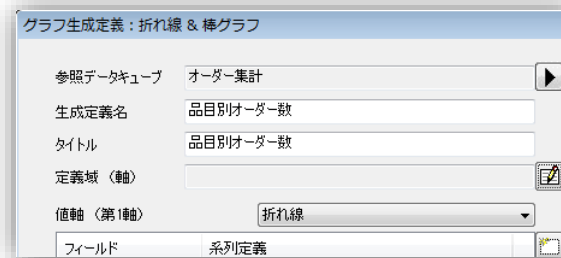 グラフ生成定義：折れ線 & 棒グラフ
参照データキューブ オーダー集計
生成定義名 品目別オーダー数
タイトル 品目別オーダー数
定義域（軸）
値軸（第1軸） 折れ線
フィールド 系列定義